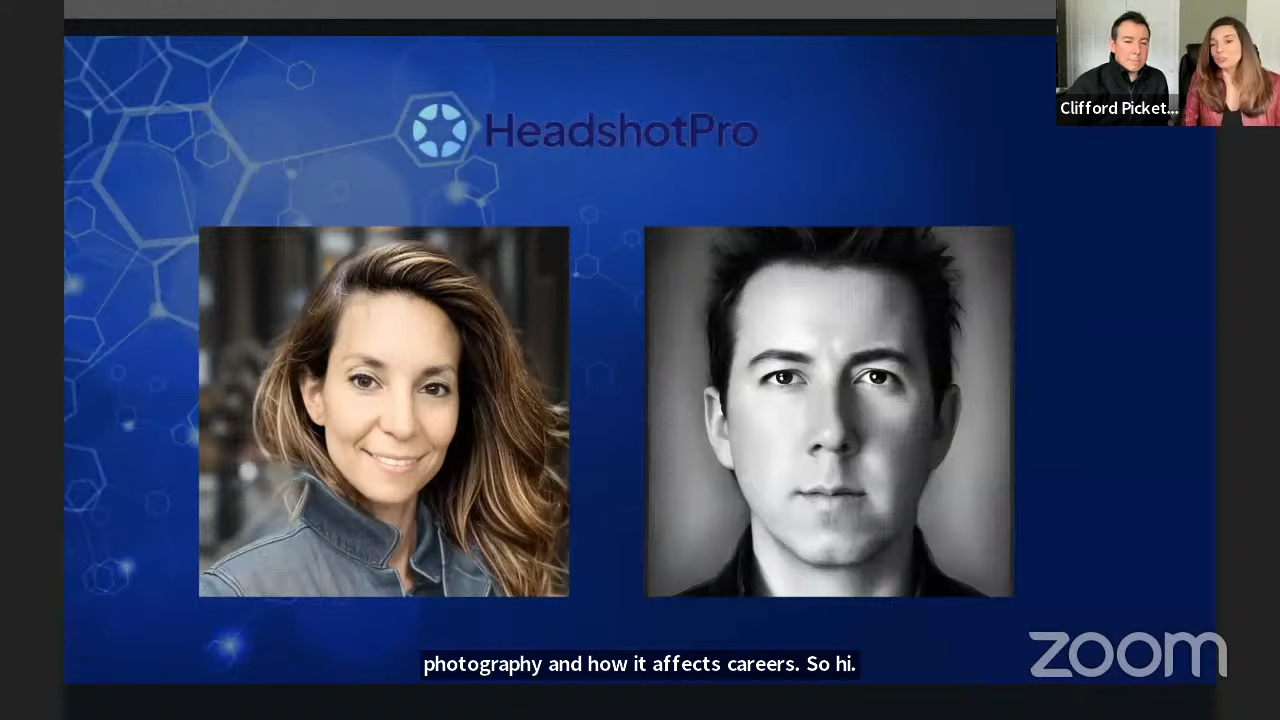 Clifford Picket...
HeadshotPro
photography and how it affects careers. So hi.
zoom